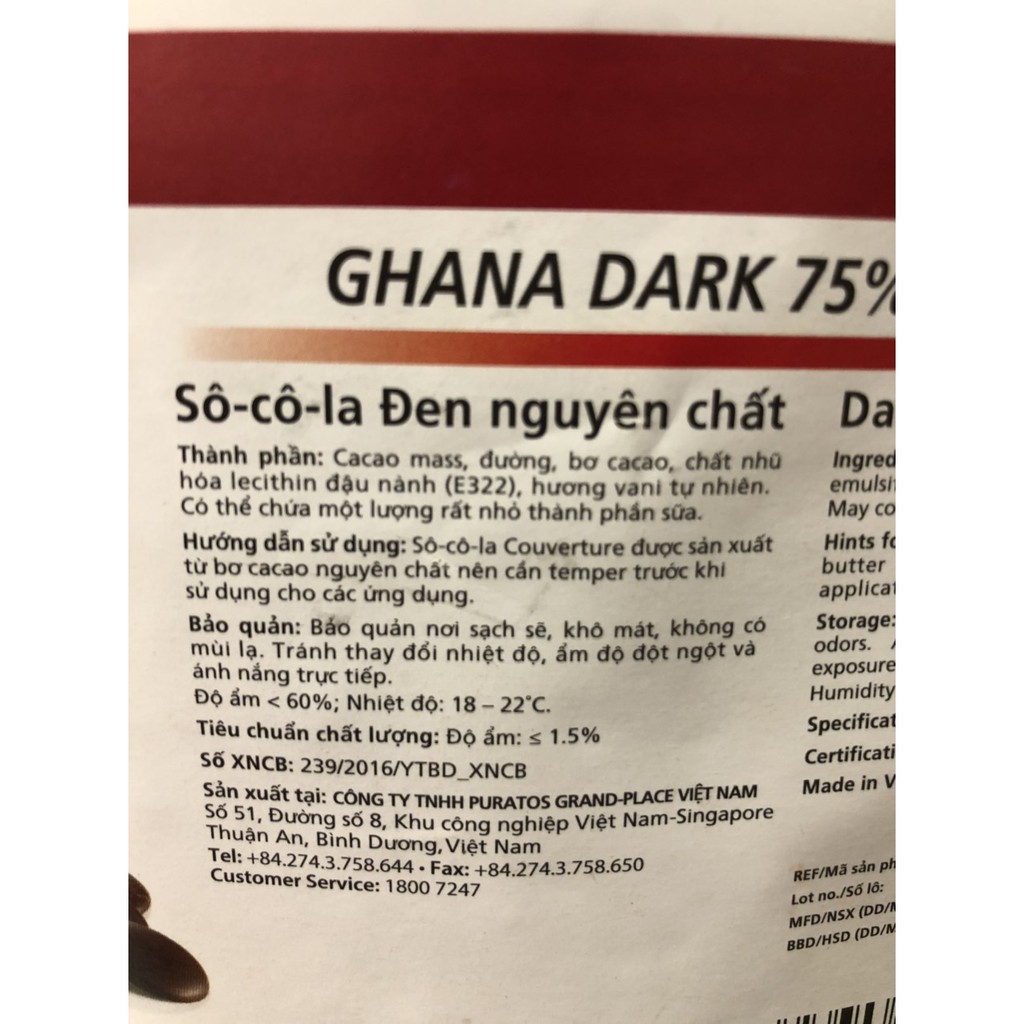 GHANA DARK 75%
Sô-cô-la Đen nguyên chất
Thành phần: Cacao mass, đường, bơ cacao, chất nhũ
hóa lecithin đậu nành (E322), hương vani tự nhiên.
Có thể chứa một lượng rất nhỏ thành phần sữa.
Hướng dẫn sử dụng: Sô-cô-la Couverture được sản xuất
từ bơ cacao nguyên chất nên cần temper trước khi
sử dụng cho các ứng dụng.
Bảo quản: Bảo quản nơi sạch sẽ, khô mát, không có
mùi lạ. Tránh thay đổi nhiệt độ, ẩm độ đột ngột và
ánh nắng trực tiếp.
Độ ẩm < 60%; Nhiệt độ: 18 – 22°C.
Tiêu chuẩn chất lượng: Độ ẩm: ≤ 1.5%
Số XNCB: 239/2016/YTBD_XNCB
Sản xuất tại: CÔNG TY TNHH PURATOS GRAND-PLACE VIỆT NAM
Số 51, Đường số 8, Khu công nghiệp Việt Nam-Singapore
Thuận An, Bình Dương, Việt Nam
Tel: +84.274.3.758.644 • Fax: +84.274.3.758.650
Customer Service: 1800 7247
Da
Ingred
emulsi
May co
Hints fo
butter
applicat
Storage:
odors.
exposure
Humidity
Specificat
Certificati
Made in V
REF/Mã sản ph
Lot no./Số lô:
MFD/NSX (DD/M
BBD/HSD (DD/M